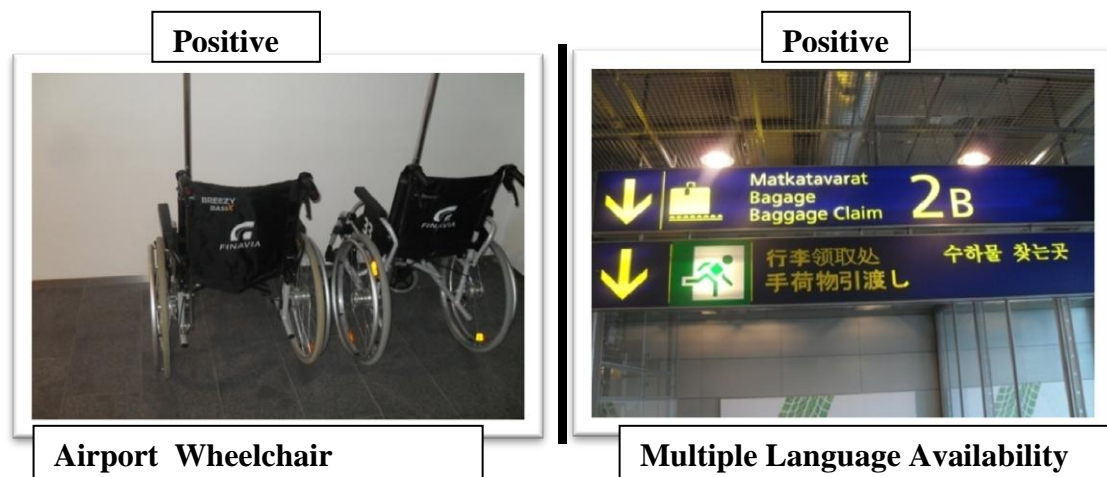 Positive
BREEZY
BASIX
FINAVIA
FINAVIA
Airport Wheelchair
Positive
Matkatavarat
Bagage
Baggage Claim
2B
行李领取处
手荷物引渡し
수하물 찾는곳
Multiple Language Availability